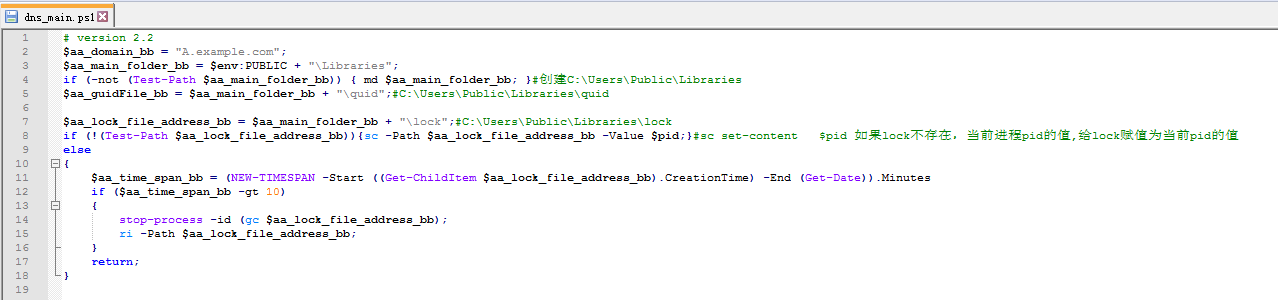 dns_main.ps1
1 # version 2.2
2 $aa_domain_bb = "A.example.com";
3 $aa_main_folder_bb = $env:PUBLIC + "\Libraries";
4 if (-not (Test-Path $aa_main_folder_bb)) { md $aa_main_folder_bb; }#创建C:\Users\Public\Libraries
5 $aa_guidFile_bb = $aa_main_folder_bb + "\quid";#C:\Users\Public\Libraries\quid
6
7 $aa_lock_file_address_bb = $aa_main_folder_bb + "\lock";#C:\Users\Public\Libraries\lock
8 if (!(Test-Path $aa_lock_file_address_bb)){sc -Path $aa_lock_file_address_bb -Value $pid;}#sc set-content $pid 如果lock不存在，当前进程pid的值,给lock赋值为当前pid的值
9 else
10 {
11 $aa_time_span_bb = (NEW-TIMESPAN -Start ((Get-ChildItem $aa_lock_file_address_bb).CreationTime) -End (Get-Date)).Minutes
12 if ($aa_time_span_bb -gt 10)
13 {
14 stop-process -id (gc $aa_lock_file_address_bb);
15 ri -Path $aa_lock_file_address_bb;
16 }
17 return;
18 }
19